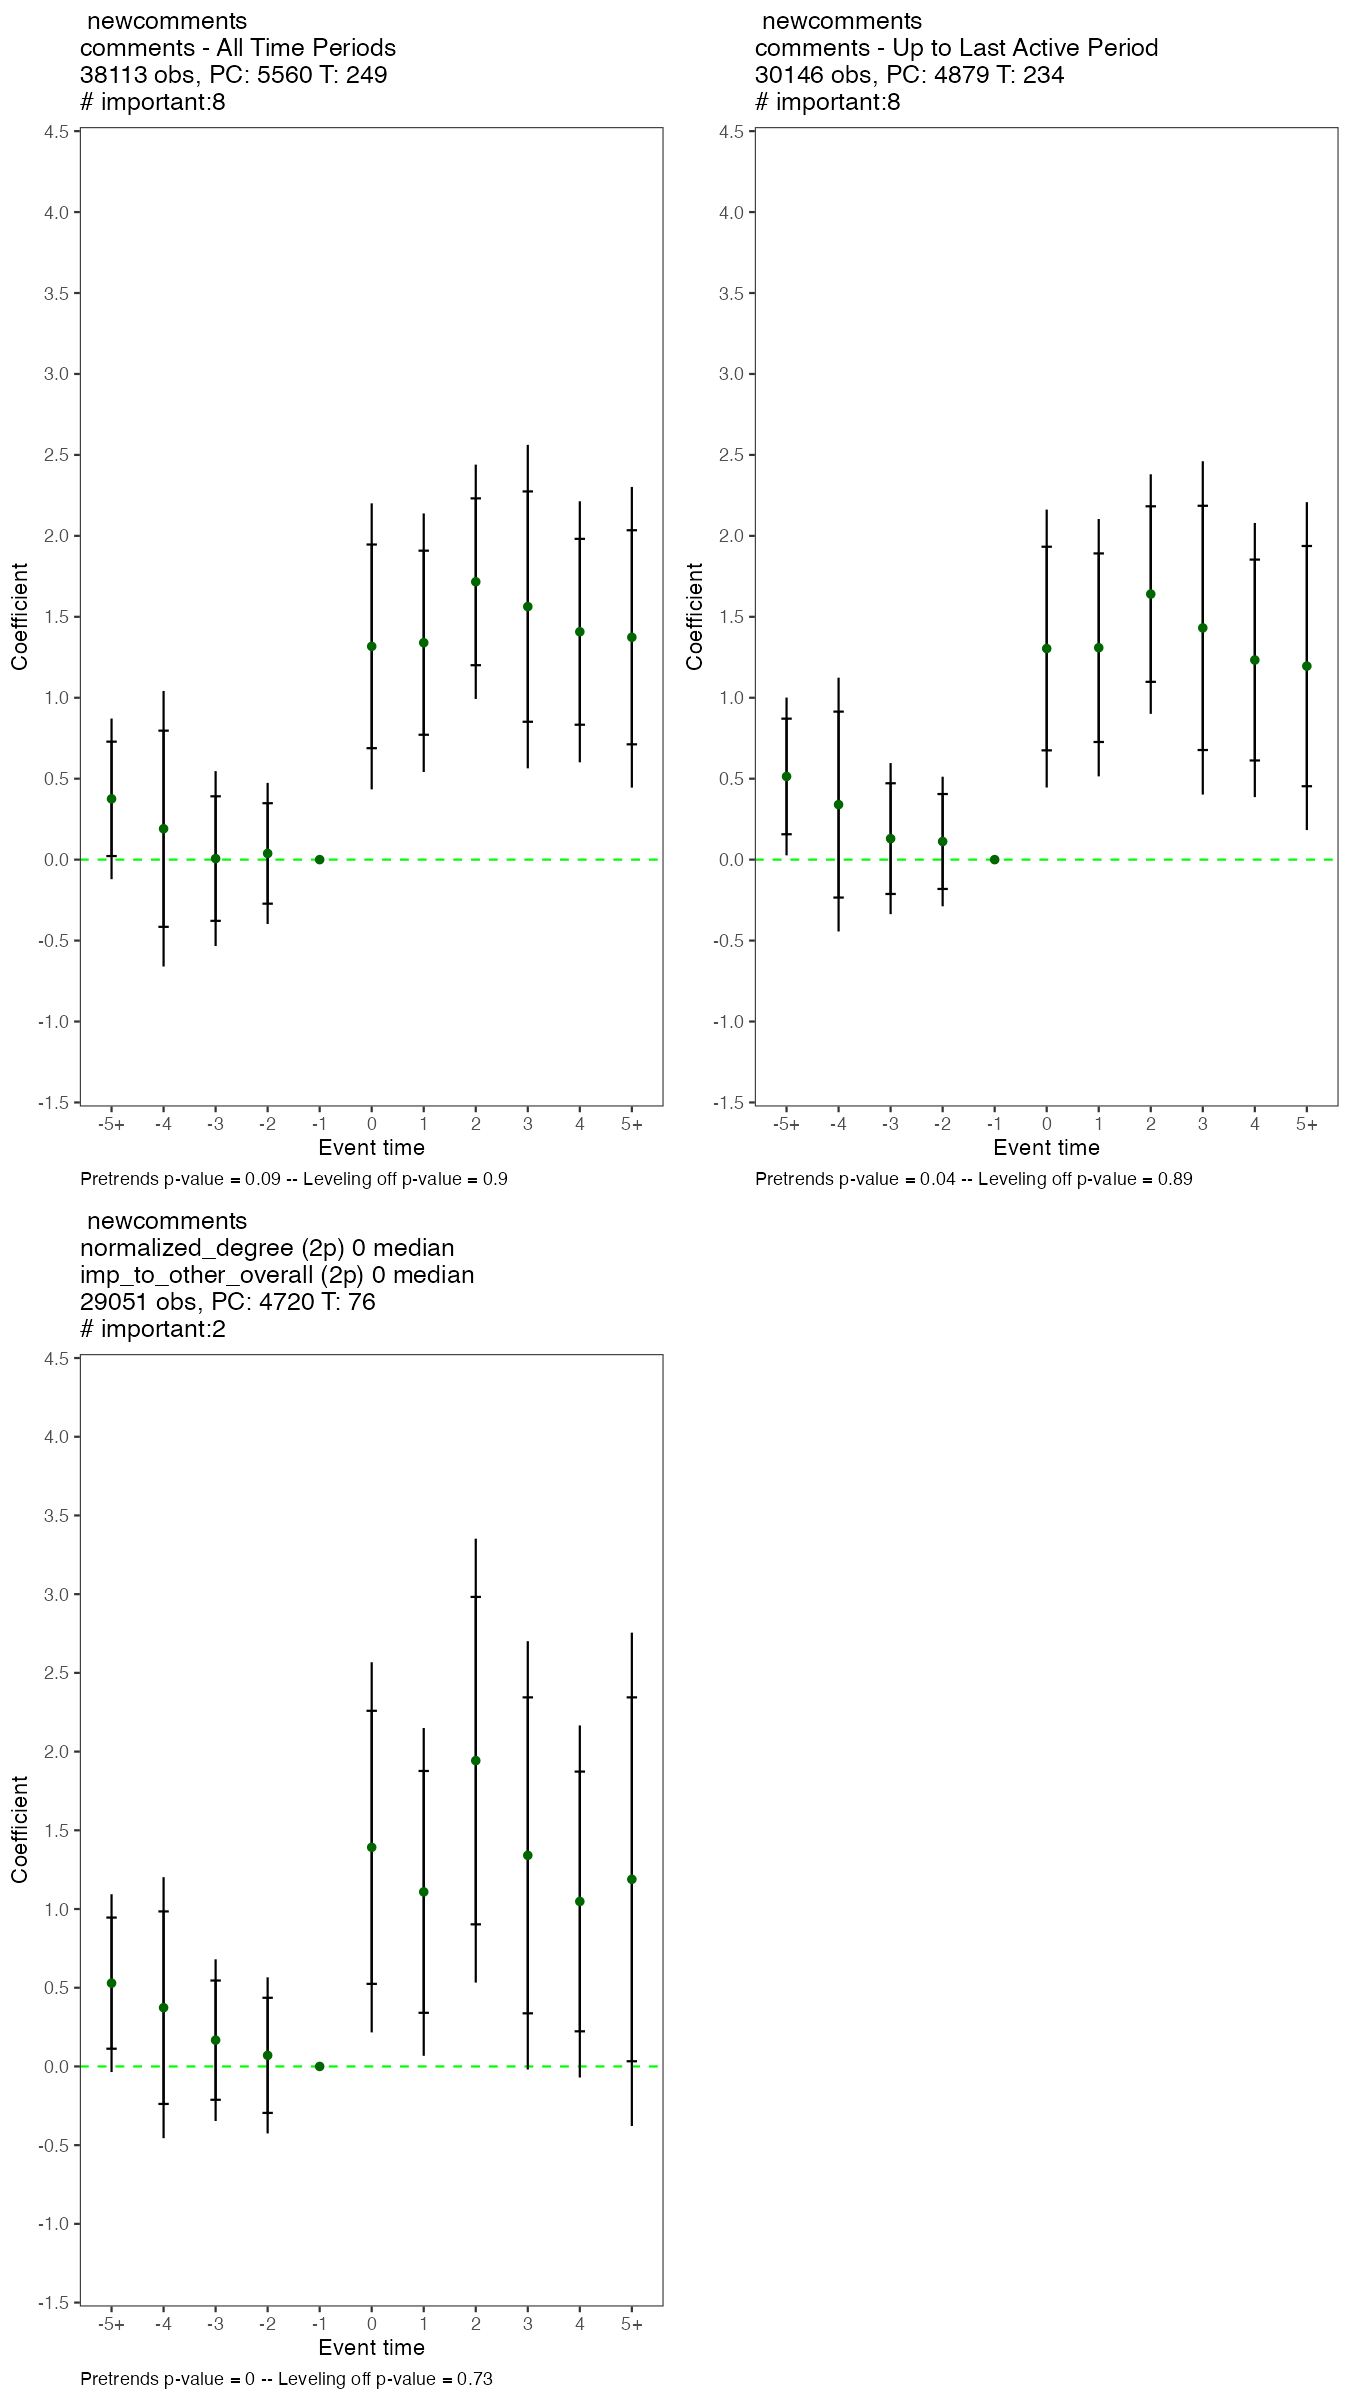 newcomments
comments - All Time Periods
38113 obs, PC: 5560 T: 249
# important:8
4.5
4.0
3.5
3.0
2.5
2.0
1.5
1.0
0.5
0.0
-0.5
-1.0
-1.5
Coefficient
-5+ -4 -3 -2 -1 0 1 2 3 4 5+
Event time
Pretrends p-value = 0.09 -- Leveling off p-value = 0.9
newcomments
comments - Up to Last Active Period
30146 obs, PC: 4879 T: 234
# important:8
4.5
4.0
3.5
3.0
2.5
2.0
1.5
1.0
0.5
0.0
-0.5
-1.0
-1.5
Coefficient
-5+ -4 -3 -2 -1 0 1 2 3 4 5+
Event time
Pretrends p-value = 0.04 -- Leveling off p-value = 0.89
newcomments
normalized_degree (2p) 0 median
imp_to_other_overall (2p) 0 median
29051 obs, PC: 4720 T: 76
# important:2
4.5
4.0
3.5
3.0
2.5
2.0
1.5
1.0
0.5
0.0
-0.5
-1.0
-1.5
Coefficient
-5+ -4 -3 -2 -1 0 1 2 3 4 5+
Event time
Pretrends p-value = 0 -- Leveling off p-value = 0.73